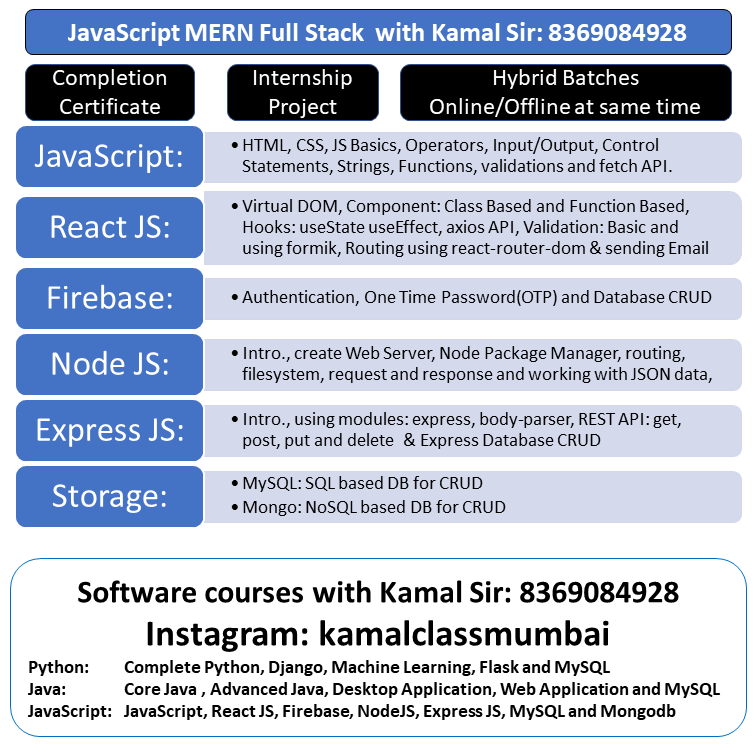 JavaScript MERN Full Stack with Kamal Sir: 8369084928
Completion
Certificate
Internship
Project
Hybrid Batches
Online/Offline at same time
JavaScript:
• HTML, CSS, JS Basics, Operators, Input/Output, Control
Statements, Strings, Functions, validations and fetch API.
React JS:
• Virtual DOM, Component: Class Based and Function Based,
Hooks: useState useEffect, axios API, Validation: Basic and
using formik, Routing using react-router-dom & sending Email
Firebase:
• Authentication, One Time Password(OTP) and Database CRUD
Node JS:
• Intro., create Web Server, Node Package Manager, routing,
filesystem, request and response and working with JSON data,
Express JS:
• Intro., using modules: express, body-parser, REST API: get,
post, put and delete & Express Database CRUD
Storage:
• MySQL: SQL based DB for CRUD
• Mongo: NoSQL based DB for CRUD
Software courses with Kamal Sir: 8369084928
Instagram: kamalclassmumbai
Python: Complete Python, Django, Machine Learning, Flask and MySQL
Java: Core Java , Advanced Java, Desktop Application, Web Application and MySQL
JavaScript: JavaScript, React JS, Firebase, NodeJS, Express JS, MySQL and Mongodb